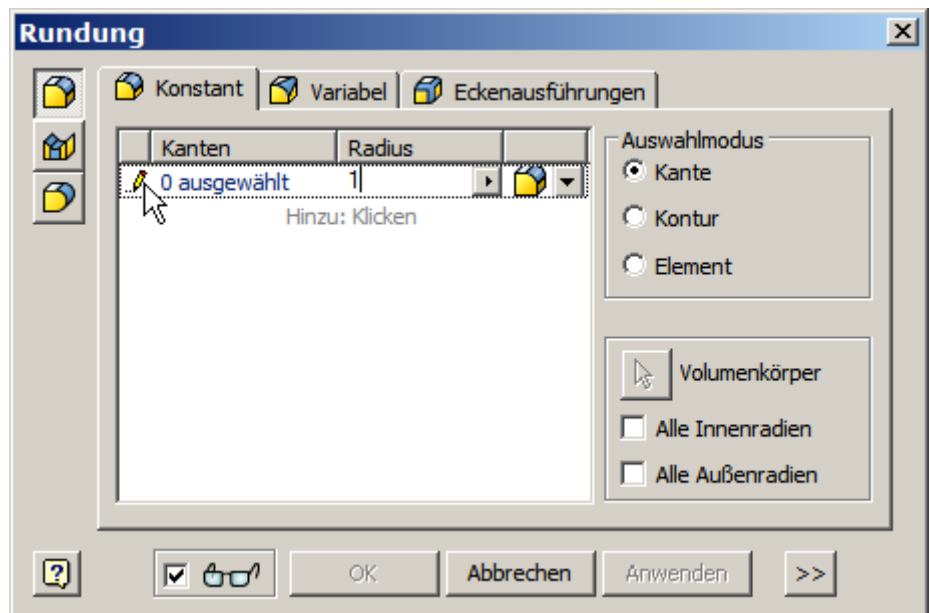 Rundung
Konstant Variabel Eckenausführungen
Kanten Radius
0 ausgewählt 1
Hinzu: Klicken
Auswahlmodus
Kante
Kontur
Element
Volumenkörper
Alle Innenradien
Alle Außenradien
OK Abbrechen Anwenden >>